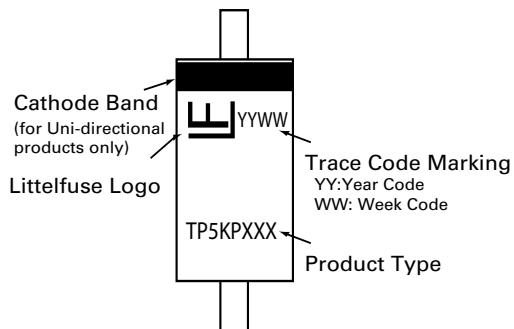 Cathode Band
(for Uni-directional
products only)
Littelfuse Logo
YYWW
Trace Code Marking
YY:Year Code
WW: Week Code
TP5KPXXX
Product Type